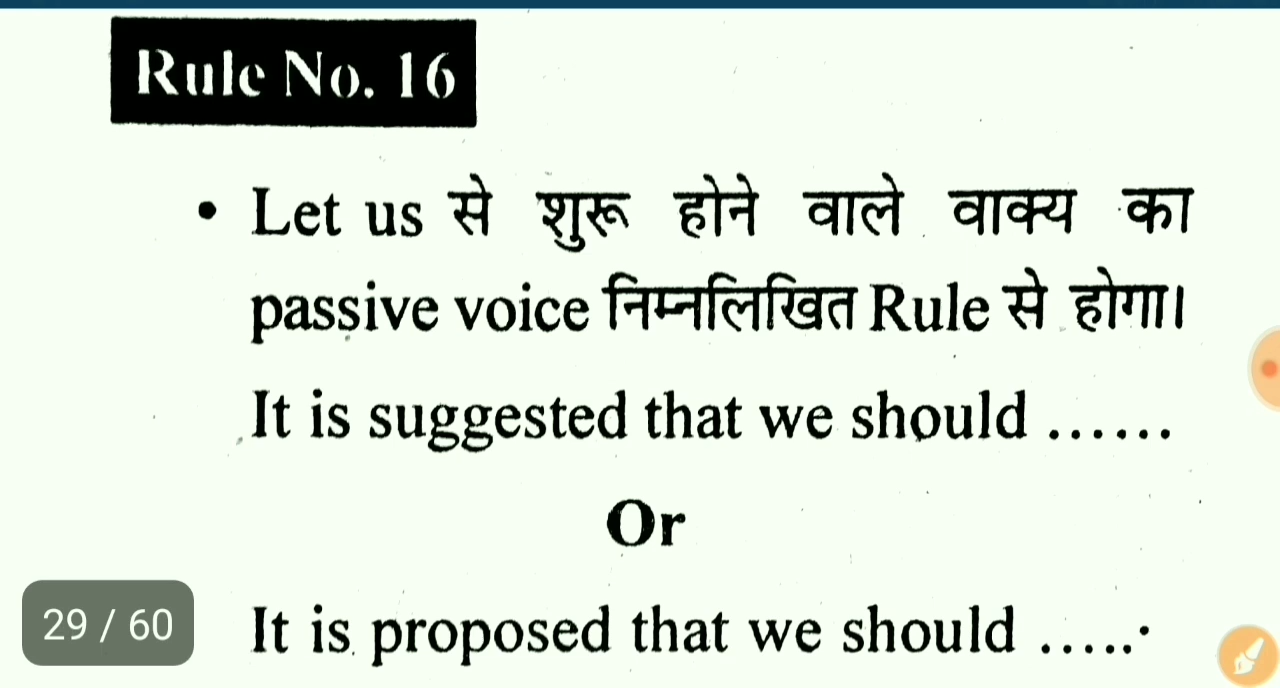 Rule No. 16
• Let us से शुरू होने वाले वाक्य का
passive voice निम्नलिखित Rule से होगा।
It is suggested that we should ......
Or
29 / 60
It is proposed that we should .....